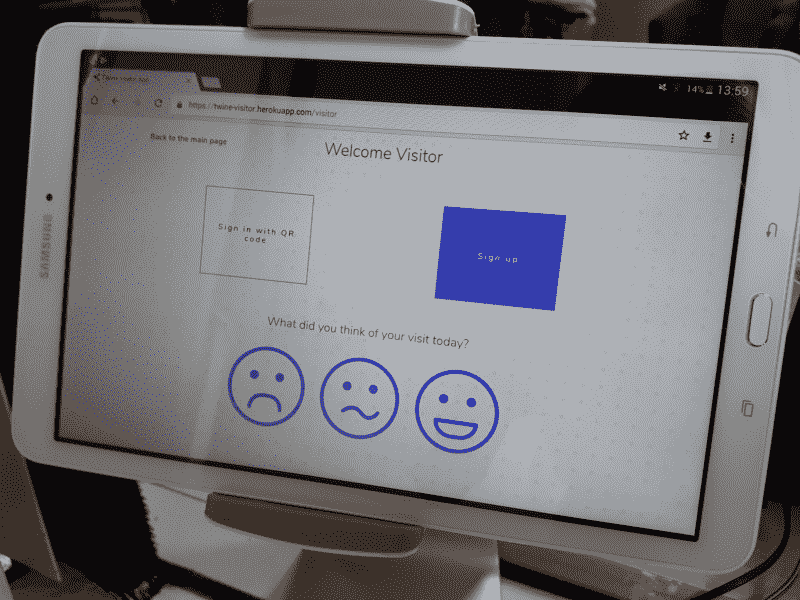 14% 13:59
https://twine-visitor.herokuapp.com/visitor
Back to the main page
Welcome Visitor
Sign in with QR
code
Sign up
What did you think of your visit today?
SAMSUNG